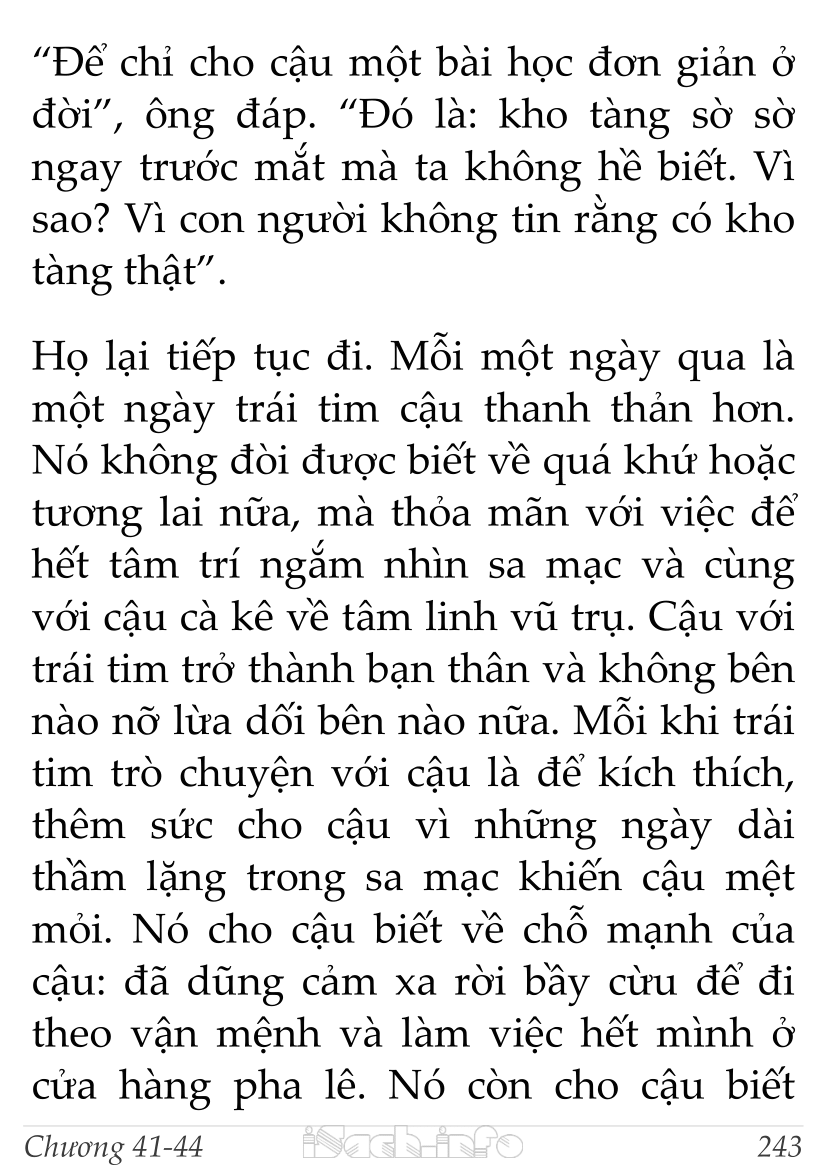 “Để chỉ cho cậu một bài học đơn giản ở
đời”, ông đáp. “Đó là: kho tàng sờ sờ
ngay trước mắt mà ta không hề biết. Vì
sao? Vì con người không tin rằng có kho
tàng thật”.
Họ lại tiếp tục đi. Mỗi một ngày qua là
một ngày trái tim cậu thanh thản hơn.
Nó không đòi được biết về quá khứ hoặc
tương lai nữa, mà thỏa mãn với việc để
hết tâm trí ngắm nhìn sa mạc và cùng
với cậu cà kê về tâm linh vũ trụ. Cậu với
trái tim trở thành bạn thân và không bên
nào nỡ lừa dối bên nào nữa. Mỗi khi trái
tim trò chuyện với cậu là để kích thích,
thêm sức cho cậu vì những ngày dài
thầm lặng trong sa mạc khiến cậu mệt
mỏi. Nó cho cậu biết về chỗ mạnh của
cậu: đã dũng cảm xa rời bầy cừu để đi
theo vận mệnh và làm việc hết mình ở
cửa hàng pha lê. Nó còn cho cậu biết
Chương 41-44 iSach.info 243